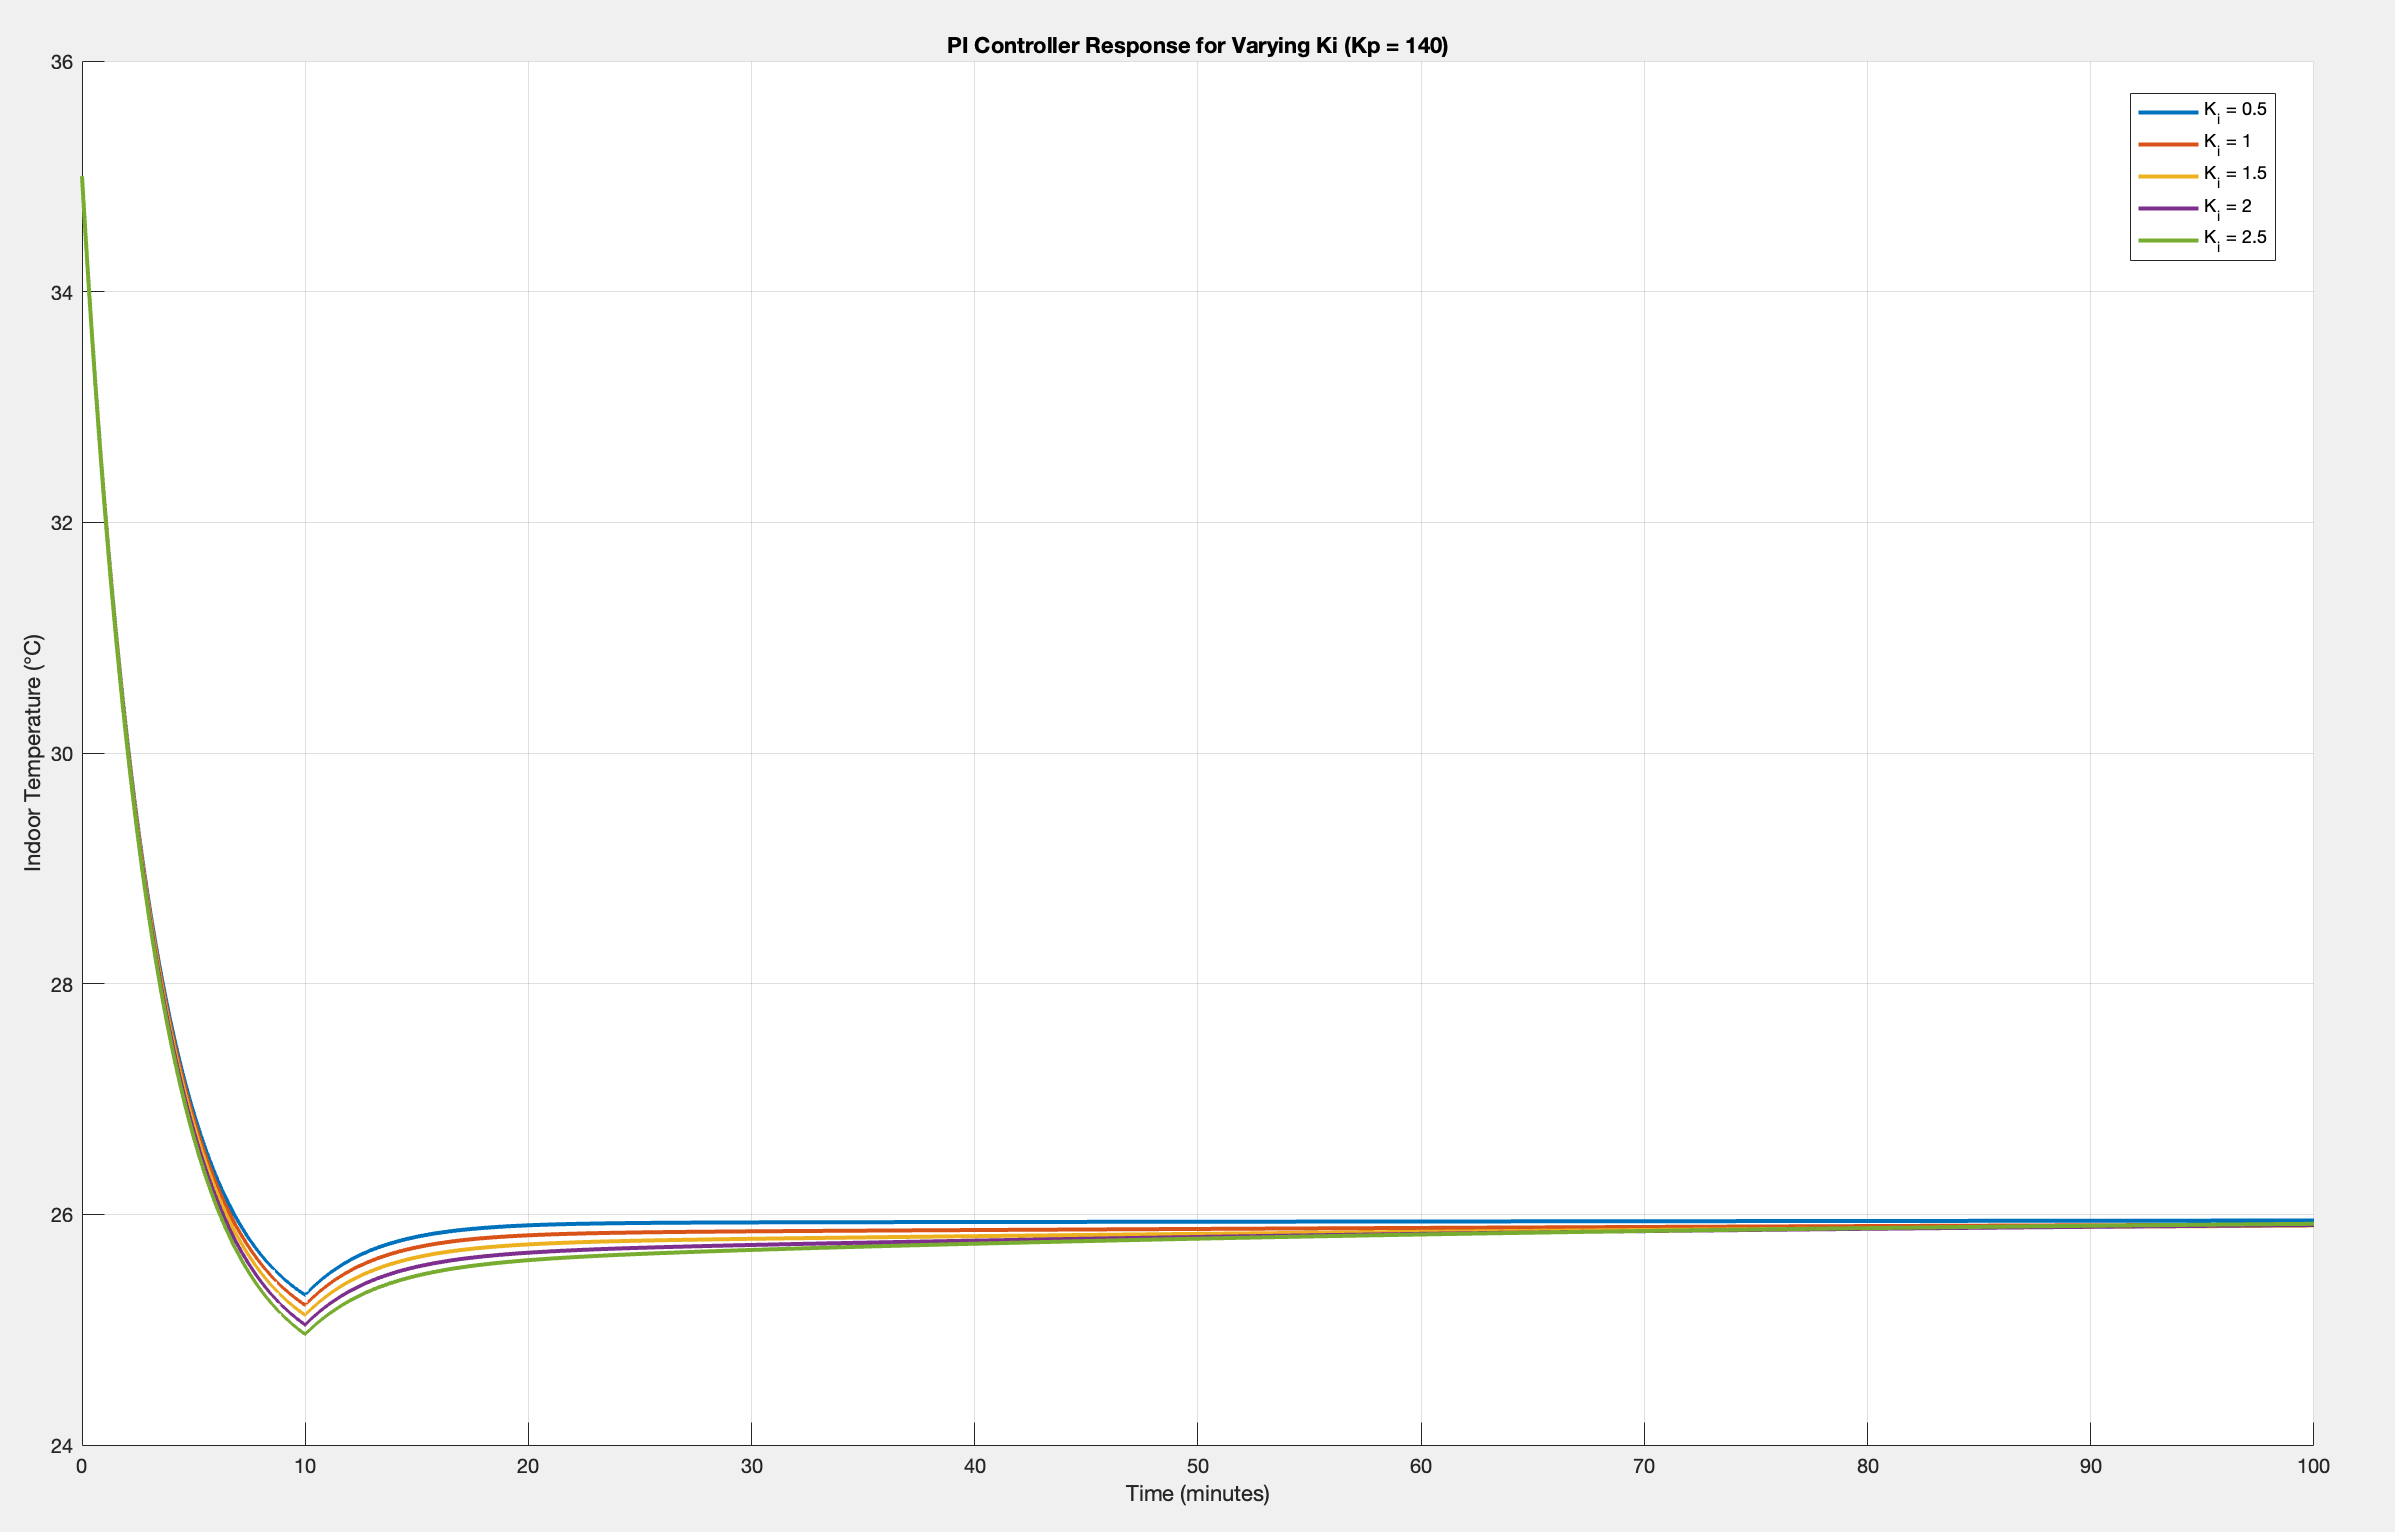 PI Controller Response for Varying Ki (Kp = 140)
K_i = 0.5
K_i = 1
K_i = 1.5
K_i = 2
K_i = 2.5
Indoor Temperature (°C)
36
34
32
30
28
26
24
0 10 20 30 40 50 60 70 80 90 100
Time (minutes)